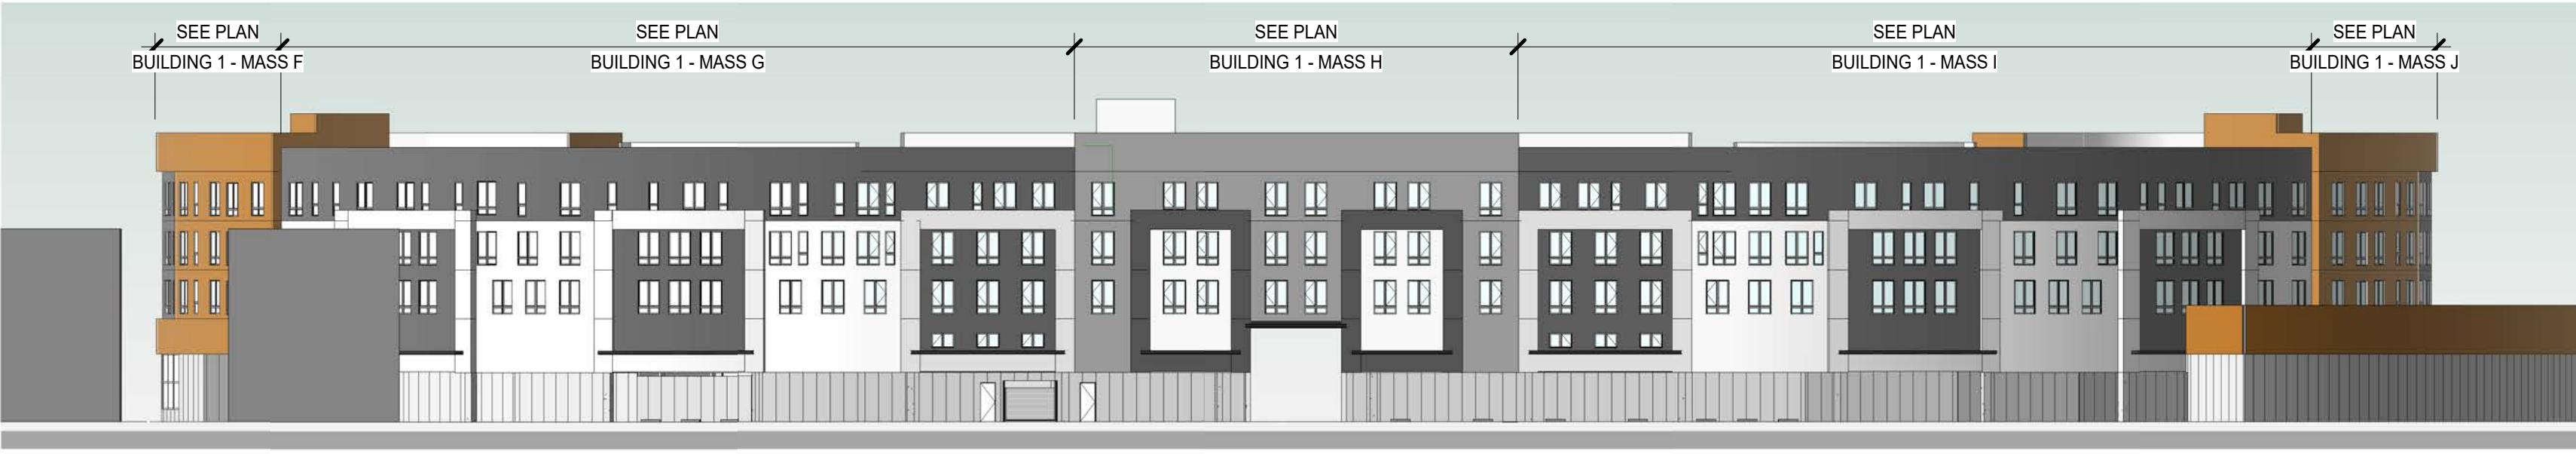 SEE PLAN
BUILDING 1 - MASS F
SEE PLAN
BUILDING 1 - MASS G
SEE PLAN
BUILDING 1 - MASS H
SEE PLAN
BUILDING 1 - MASS I
SEE PLAN
BUILDING 1 - MASS J